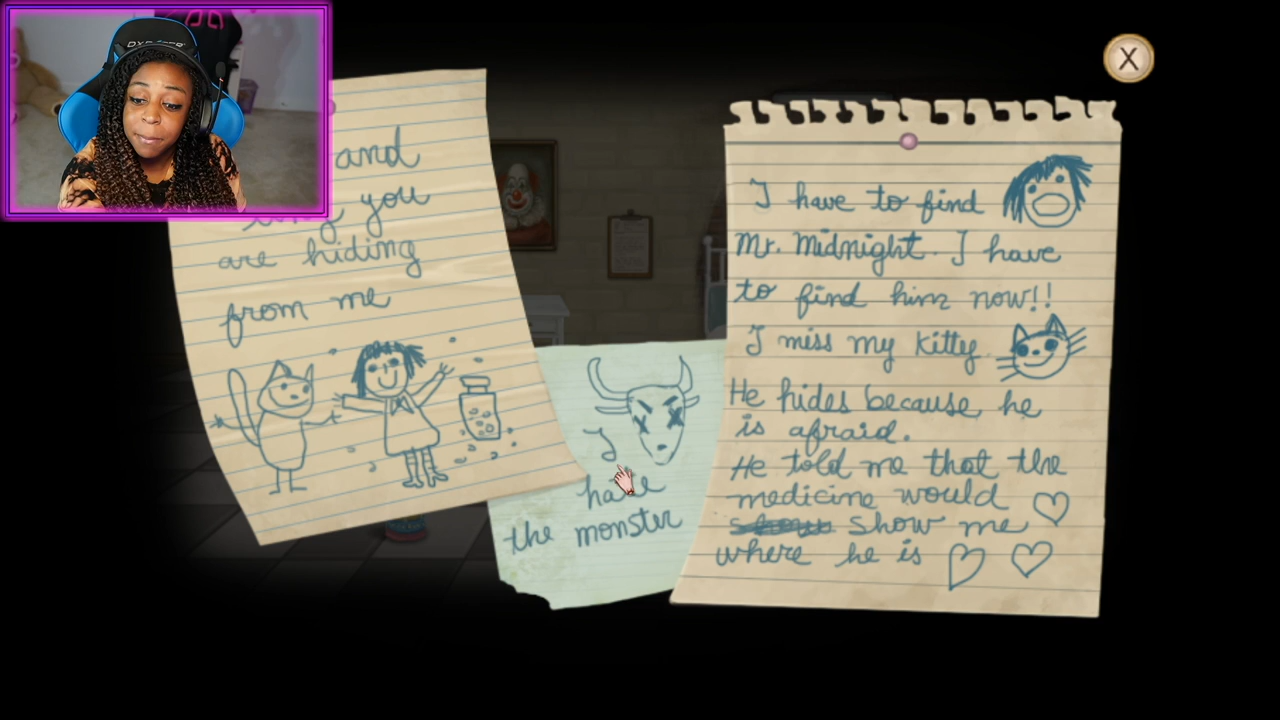 and
you
are hiding
from me
I
hate
the monster
I have to find
Mr. Midnight. I have
to find him now!!
I miss my Kitty.
He hides because he
is afraid.
He told me that the
medicine would
show me
where he is
X